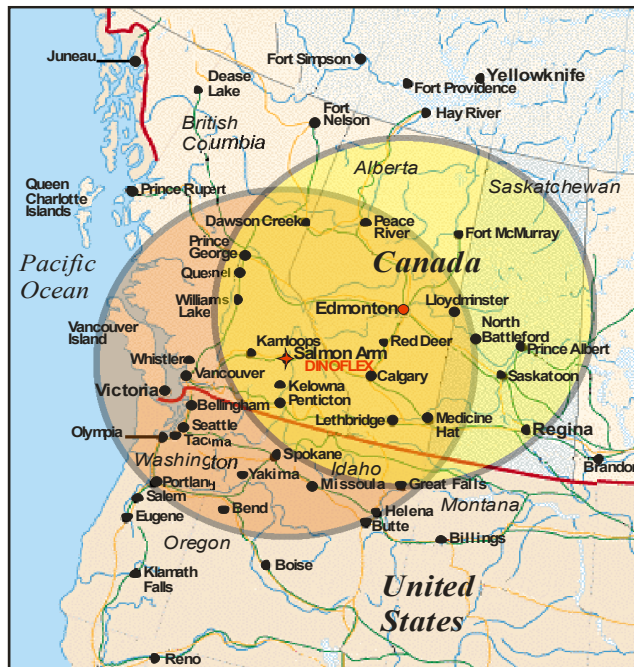 Juneau
Fort Simpson
Yellowknife
Fort Providence
Dease
Lake
Hay River
Fort
Nelson
British
Columbia
Alberta
Saskatchewan
Queen
Charlotte
Islands
Prince Rupert
Dawson Creek
Peace
River
Fort McMurray
Prince
George
Pacific
Ocean
Canada
Quesnel
Williams
Lake
Edmonton
Lloydminster
Vancouver
Island
North
Battleford
Kamloops
Red Deer
Prince Albert
Whistler
Salmon Arm
DINOFLEX
Vancouver
Calgary
Saskatoon
Victoria
Kelowna
Penticton
Bellingham
Lethbridge
Medicine
Hat
Regina
Seattle
Olympia
Tacima
Washington
Spokane
Idaho
Brandon
Yakima
Missoula
Great Falls
Portland
Salem
Montana
Eugene
Bend
Helena
Butte
Oregon
Billings
Boise
Klamath
Falls
United
States
Reno